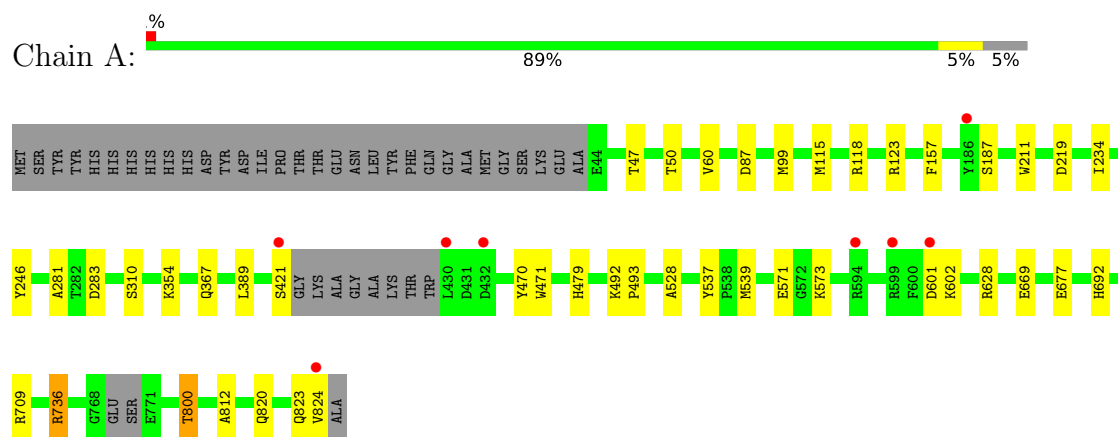 .%
Chain A:
89% 5% 5%
MET SER TYR TYR HIS HIS HIS HIS HIS HIS ASP TYR ASP ILE PRO THR THR GLU ASN LEU TYR PHE GLN GLY ALA MET GLY SER LYS GLU ALA E44 T47 T50 V60 D87 M99 M115 R118 R123 F157 Y186 S187 W211 D219 I234
Y246 A281 T282 D283 S310 K354 Q367 L389 S421 GLY LYS ALA GLY ALA LYS THR TRP L430 D431 D432 Y470 W471 H479 K492 P493 A528 Y537 P538 M539 E571 G572 K573 R594 R599 F600 D601 K602 R628 E669 E677 H692
R709 R736 G768 GLU SER E771 T800 A812 Q820 Q823 V824 ALA